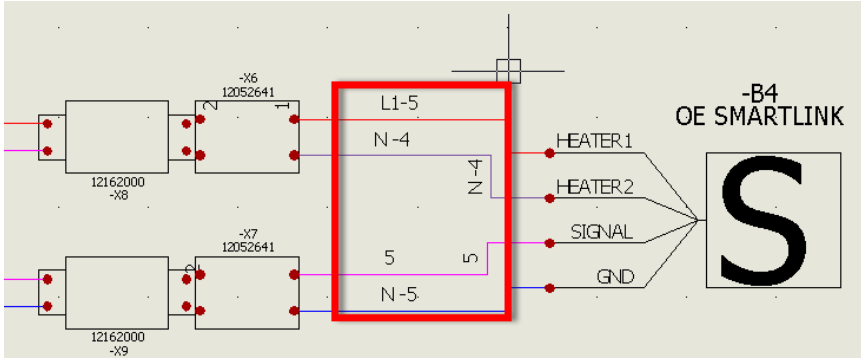 -X6
12052641
2
1
12162000
-X8
L1-5
N-4
N-4
HEATER1
HEATER2
SIGNAL
GND
-B4
OE SMARTLINK
S
-X7
12052641
5
5
N-5
12162000
-X9